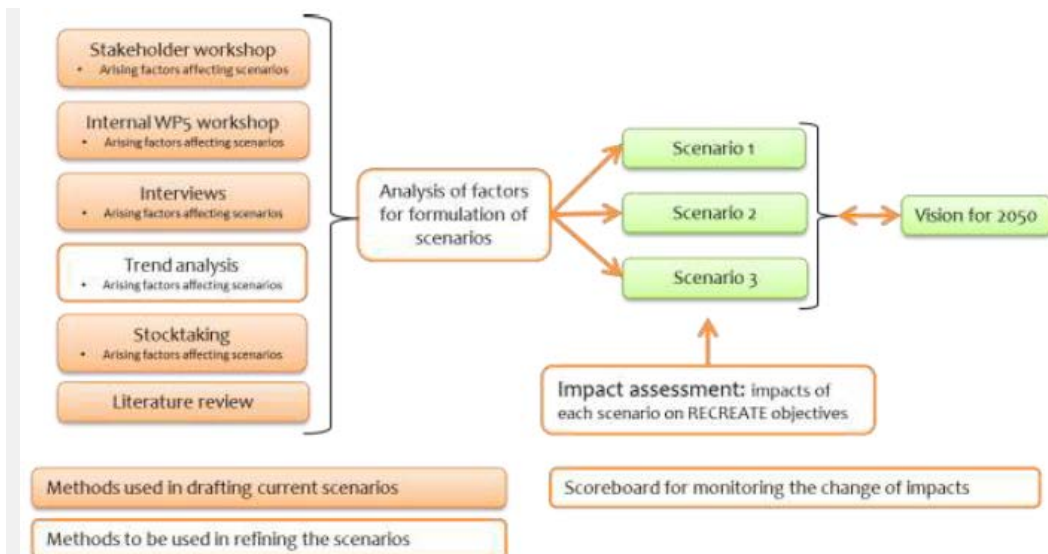 Stakeholder workshop
• Arising factors affecting scenarios
Internal WP5 workshop
• Arising factors affecting scenarios
Interviews
• Arising factors affecting scenarios
Trend analysis
• Arising factors affecting scenarios
Stocktaking
• Arising factors affecting scenarios
Literature review
Analysis of factors
for formulation of
scenarios
Scenario 1
Scenario 2
Scenario 3
Vision for 2050
Impact assessment: impacts of
each scenario on RECREATE objectives
Methods used in drafting current scenarios
Scoreboard for monitoring the change of impacts
Methods to be used in refining the scenarios